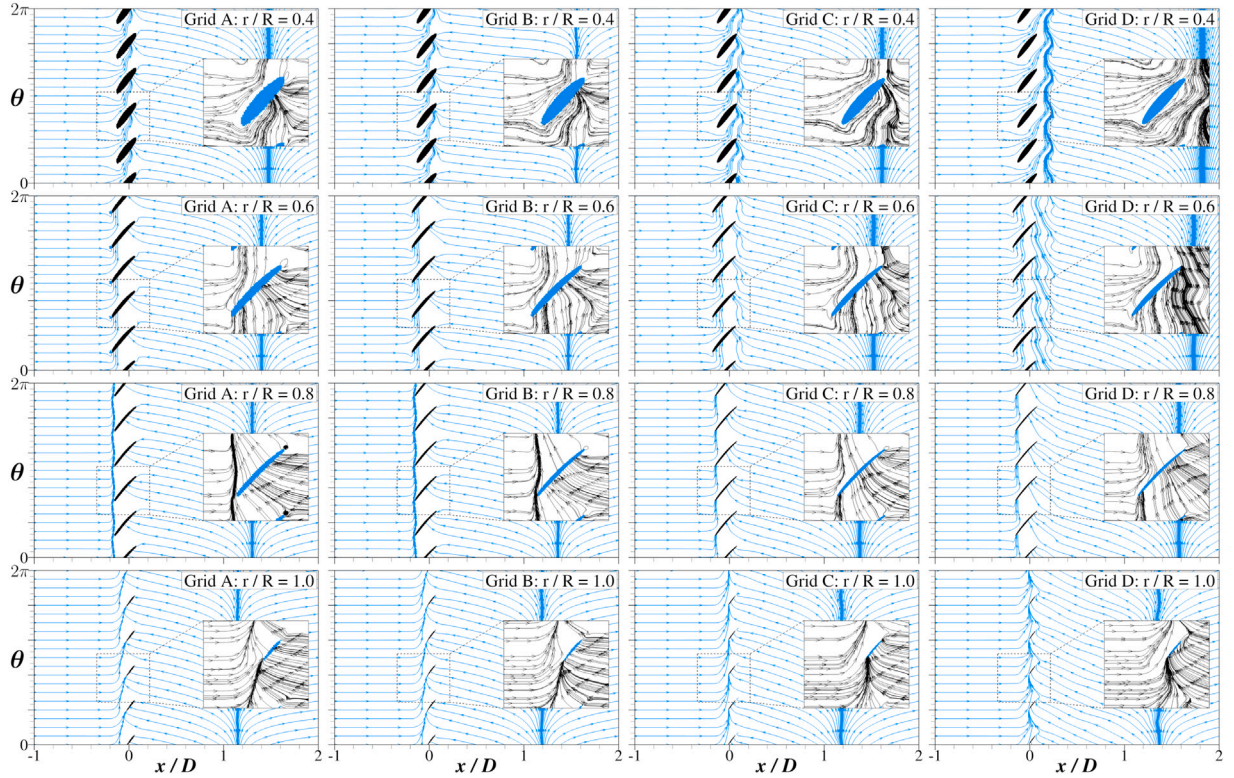 2π Grid A: r / R = 0.4 Grid B: r / R = 0.4 Grid C: r / R = 0.4 Grid D: r / R = 0.4
θ
0
2π Grid A: r / R = 0.6 Grid B: r / R = 0.6 Grid C: r / R = 0.6 Grid D: r / R = 0.6
θ
0
2π Grid A: r / R = 0.8 Grid B: r / R = 0.8 Grid C: r / R = 0.8 Grid D: r / R = 0.8
θ
0
2π Grid A: r / R = 1.0 Grid B: r / R = 1.0 Grid C: r / R = 1.0 Grid D: r / R = 1.0
θ
0
-1 0 1 2 0 1 2 0 1 2 0 1 2
x / D x / D x / D x / D